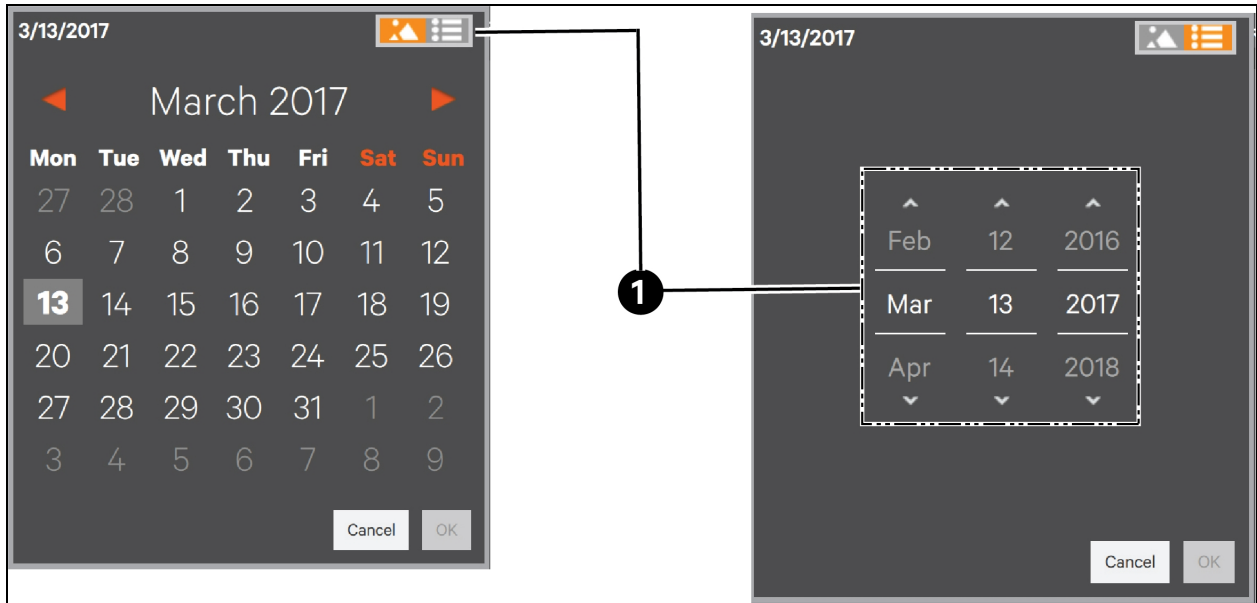 3/13/2017
March 2017
Mon Tue Wed Thu Fri Sat Sun
27 28 1 2 3 4 5
6 7 8 9 10 11 12
13 14 15 16 17 18 19
20 21 22 23 24 25 26
27 28 29 30 31 1 2
3 4 5 6 7 8 9
Cancel OK
1
3/13/2017
Feb 12 2016
Mar 13 2017
Apr 14 2018
Cancel OK